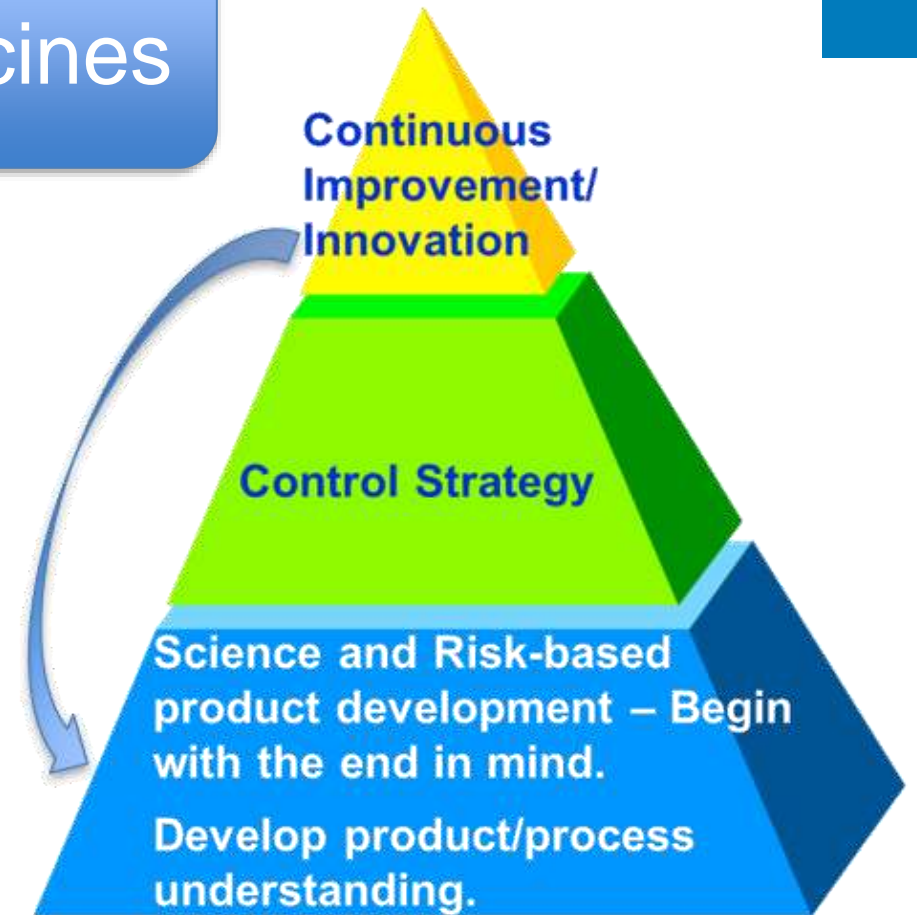 Continuous
Improvement/
Innovation
Control Strategy
Science and Risk-based
product development – Begin
with the end in mind.
Develop product/process
understanding.